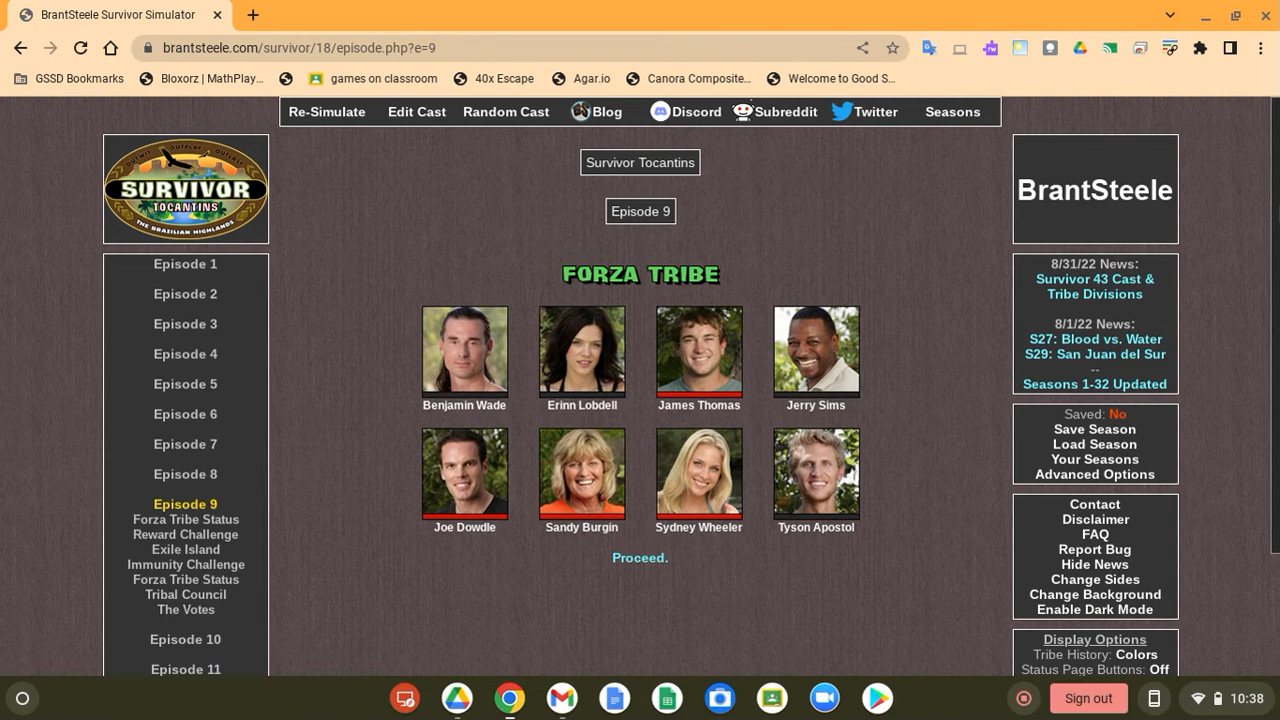 BrantSteele Survivor Simulator
brantsteele.com/survivor/18/episode.php?e=9
GSSD Bookmarks
Bloxorz | MathPlay...
games on classroom
40x Escape
Agar.io
Canora Composite...
Welcome to Good S...
Re-Simulate
Edit Cast
Random Cast
Blog
Discord
Subreddit
Twitter
Seasons
SURVIVOR
TOCANTINS
THE BRAZILIAN HIGHLANDS
Episode 1
Episode 2
Episode 3
Episode 4
Episode 5
Episode 6
Episode 7
Episode 8
Episode 9
Forza Tribe Status
Reward Challenge
Exile Island
Immunity Challenge
Forza Tribe Status
Tribal Council
The Votes
Episode 10
Episode 11
Survivor Tocantins
Episode 9
FORZA TRIBE
Benjamin Wade
Erinn Lobdell
James Thomas
Jerry Sims
Joe Dowdle
Sandy Burgin
Sydney Wheeler
Tyson Apostol
Proceed.
BrantSteele
8/31/22 News:
Survivor 43 Cast &
Tribe Divisions
8/1/22 News:
S27: Blood vs. Water
S29: San Juan del Sur
--
Seasons 1-32 Updated
Saved: No
Save Season
Load Season
Your Seasons
Advanced Options
Contact
Disclaimer
FAQ
Report Bug
Hide News
Change Sides
Change Background
Enable Dark Mode
Display Options
Tribe History: Colors
Status Page Buttons: Off
Sign out
10:38